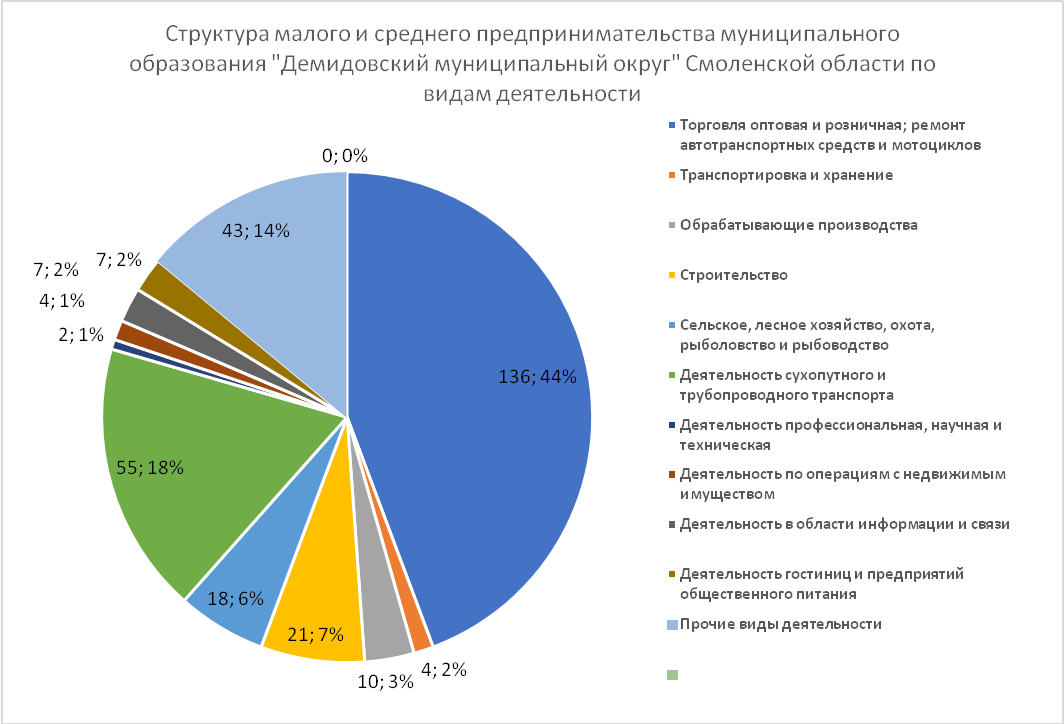 Структура малого и среднего предпринимательства муниципального
образования "Демидовский муниципальный округ" Смоленской области по
видам деятельности
0; 0%
43; 14%
7; 2%
7; 2%
4; 1%
2; 1%
136; 44%
55; 18%
18; 6%
21; 7%
10; 3%
4; 2%
Торговля оптовая и розничная; ремонт
автотранспортных средств и мотоциклов
Транспортировка и хранение
Обрабатывающие производства
Строительство
Сельское, лесное хозяйство, охота,
рыболовство и рыбоводство
Деятельность сухопутного и
трубопроводного транспорта
Деятельность профессиональная, научная и
техническая
Деятельность по операциям с недвижимым
имуществом
Деятельность в области информации и связи
Деятельность гостиниц и предприятий
общественного питания
Прочие виды деятельности